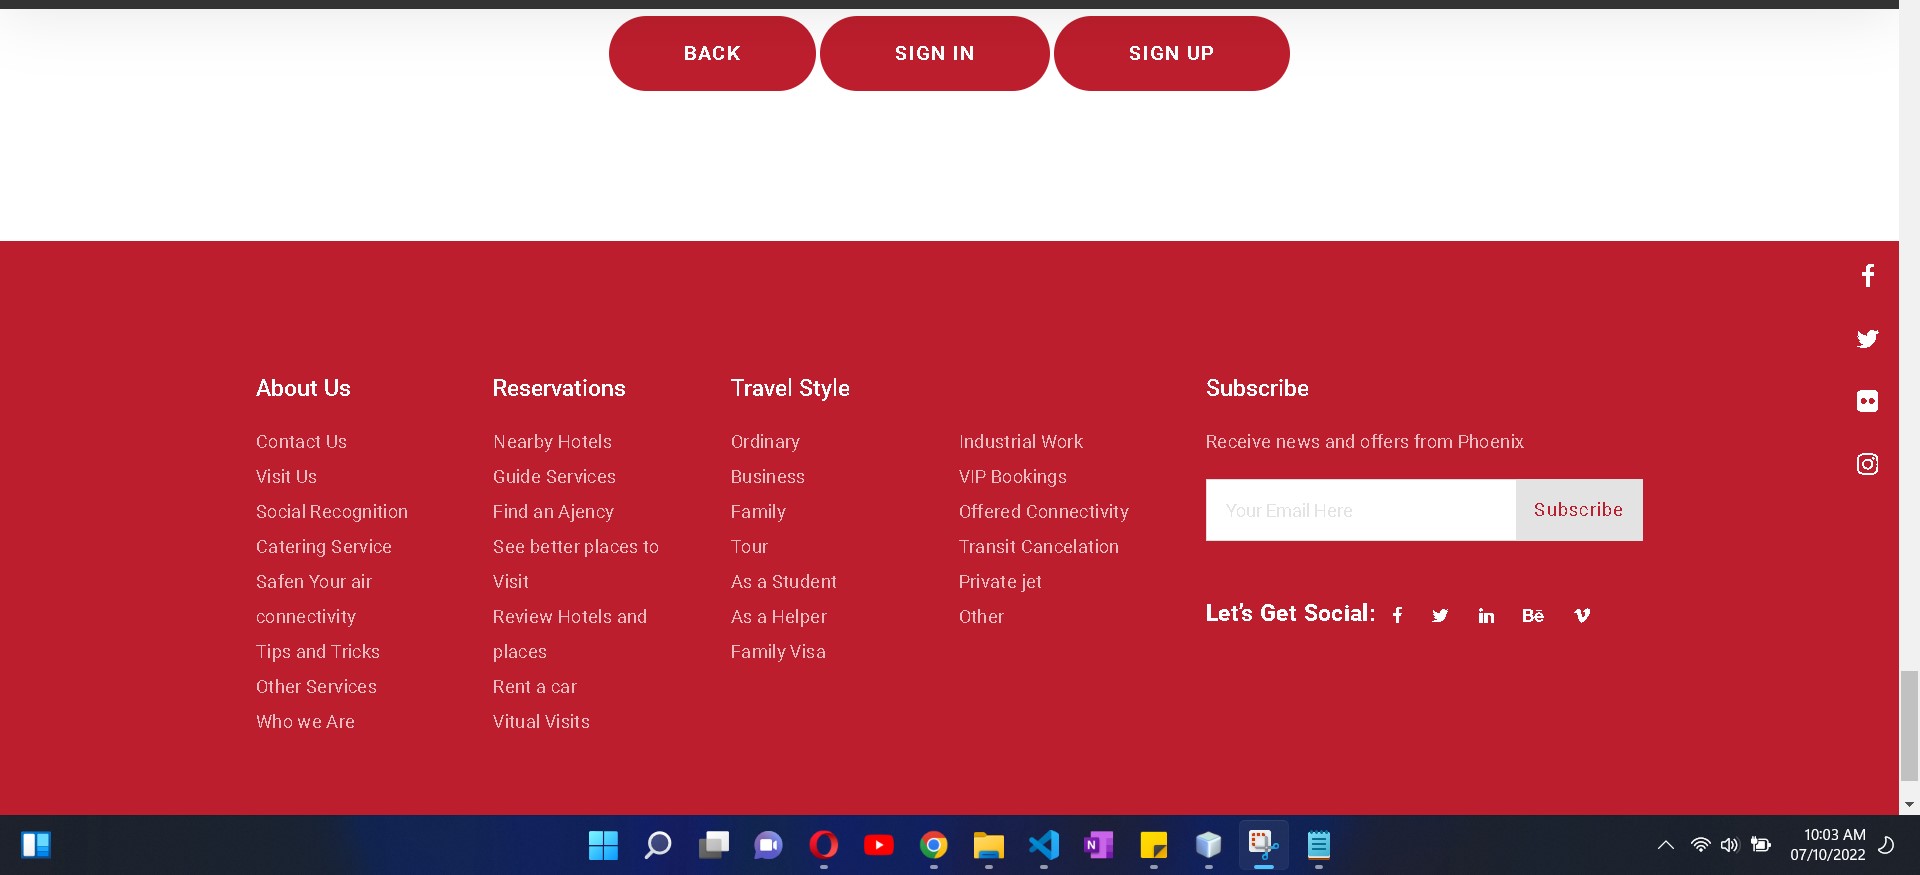 BACK
SIGN IN
SIGN UP
About Us
Contact Us
Visit Us
Social Recognition
Catering Service
Safen Your air
connectivity
Tips and Tricks
Other Services
Who we Are
Reservations
Nearby Hotels
Guide Services
Find an Ajency
See better places to
Visit
Review Hotels and
places
Rent a car
Vitual Visits
Travel Style
Ordinary
Business
Family
Tour
As a Student
As a Helper
Family Visa
Industrial Work
VIP Bookings
Offered Connectivity
Transit Cancelation
Private jet
Other
Subscribe
Receive news and offers from Phoenix
Your Email Here
Subscribe
Let's Get Social:
10:03 AM
07/10/2022